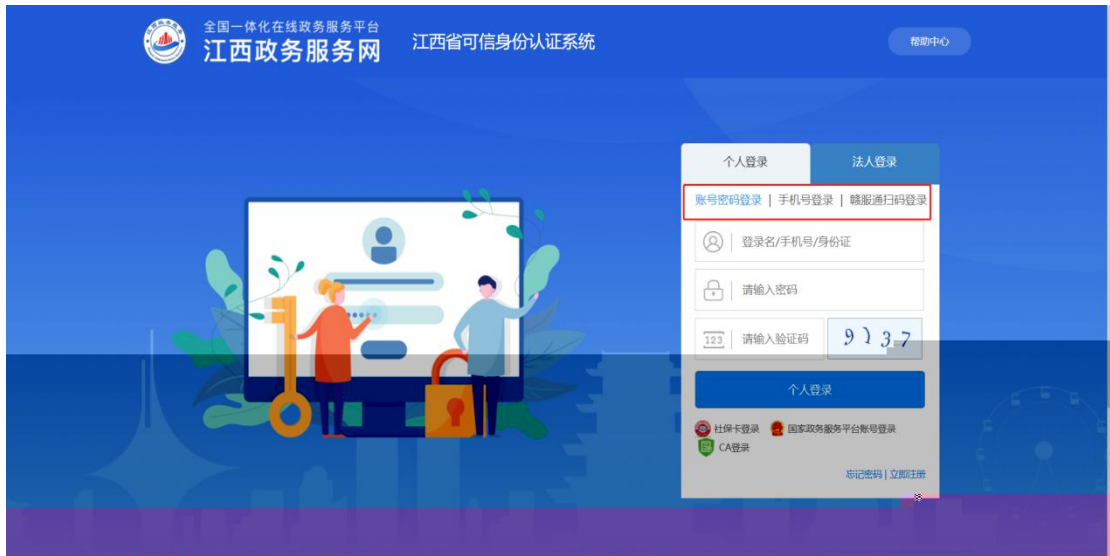 全国一体化在线政务服务平台
江西政务服务网
江西省可信身份认证系统
帮助中心
个人登录
法人登录
账号密码登录 | 手机号登录 | 赣服通扫码登录
登录名/手机号/身份证
请输入密码
123
请输入验证码
个人登录
社保卡登录
国家政务服务平台账号登录
CA登录
忘记密码 | 立即注册